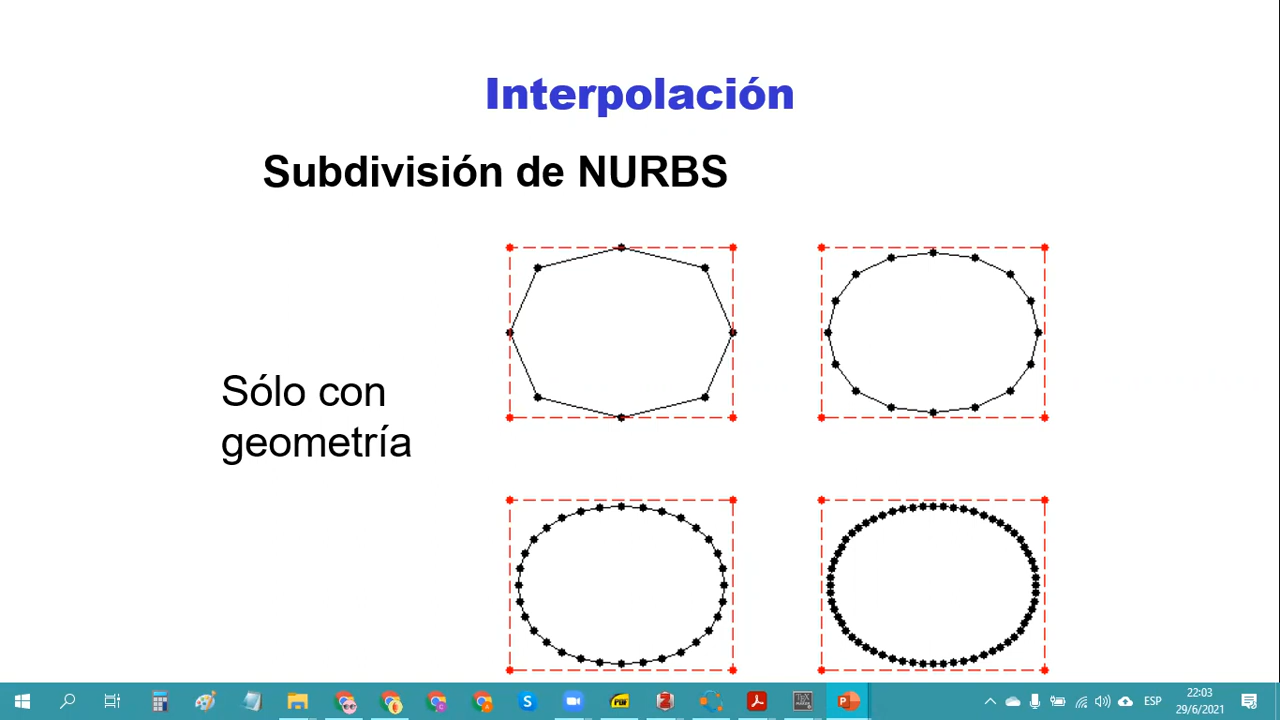 Interpolación
Subdivisión de NURBS
Sólo con
geometría
ESP
22:03
29/6/2021